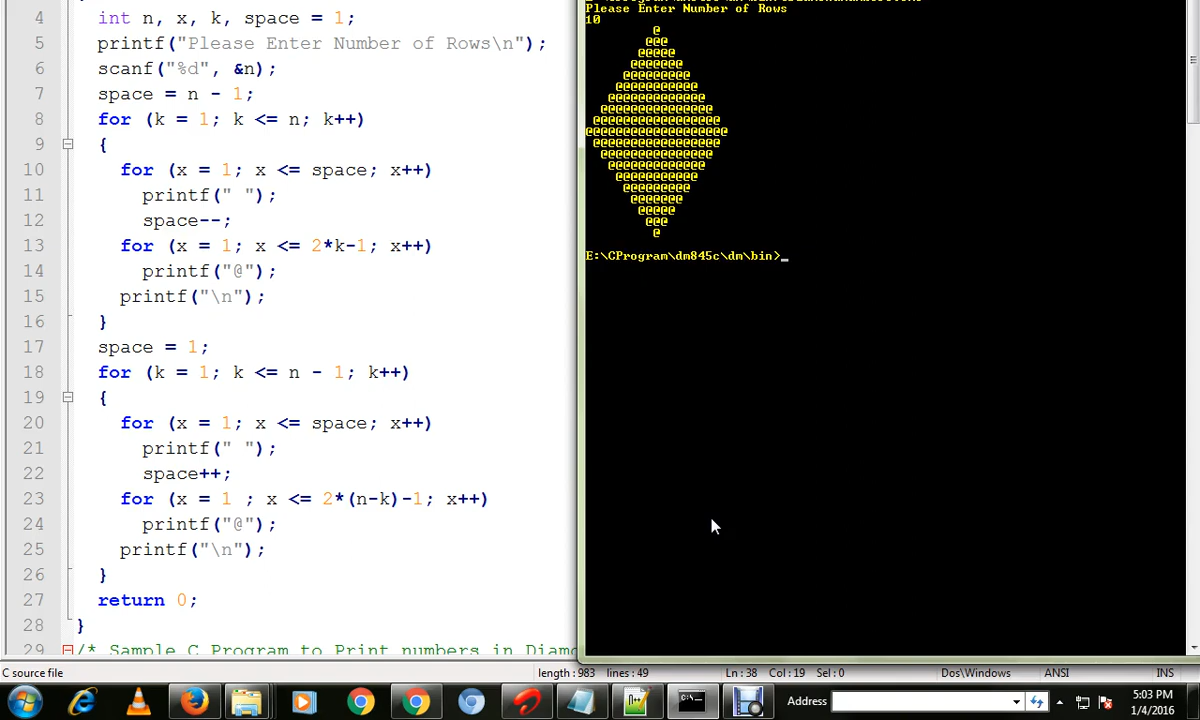 4 int n, x, k, space = 1;
5 printf("Please Enter Number of Rows\n");
6 scanf("%d", &n);
7 space = n - 1;
8 for (k = 1; k <= n; k++)
9 {
10 for (x = 1; x <= space; x++)
11 printf(" ");
12 space--;
13 for (x = 1; x <= 2*k-1; x++)
14 printf("@");
15 printf("\n");
16 }
17 space = 1;
18 for (k = 1; k <= n - 1; k++)
19 {
20 for (x = 1; x <= space; x++)
21 printf(" ");
22 space++;
23 for (x = 1 ; x <= 2*(n-k)-1; x++)
24 printf("@");
25 printf("\n");
26 }
27 return 0;
28 }
29 /* Sample C Program to Print numbers in Diam
Please Enter Number of Rows
10
@
@@@
@@@@@
@@@@@@@
@@@@@@@@@
@@@@@@@@@@@
@@@@@@@@@@@@@
@@@@@@@@@@@@@@@
@@@@@@@@@@@@@@@@@
@@@@@@@@@@@@@@@@@@@
@@@@@@@@@@@@@@@@@
@@@@@@@@@@@@@@@
@@@@@@@@@@@@@
@@@@@@@@@@@
@@@@@@@@@
@@@@@@@
@@@@@
@@@
@
E:\CProgram\dm845c\dm\bin>_
C source file length : 983 lines : 49 Ln : 38 Col : 19 Sel : 0 Dos\Windows ANSI INS
Address 5:03 PM
1/4/2016